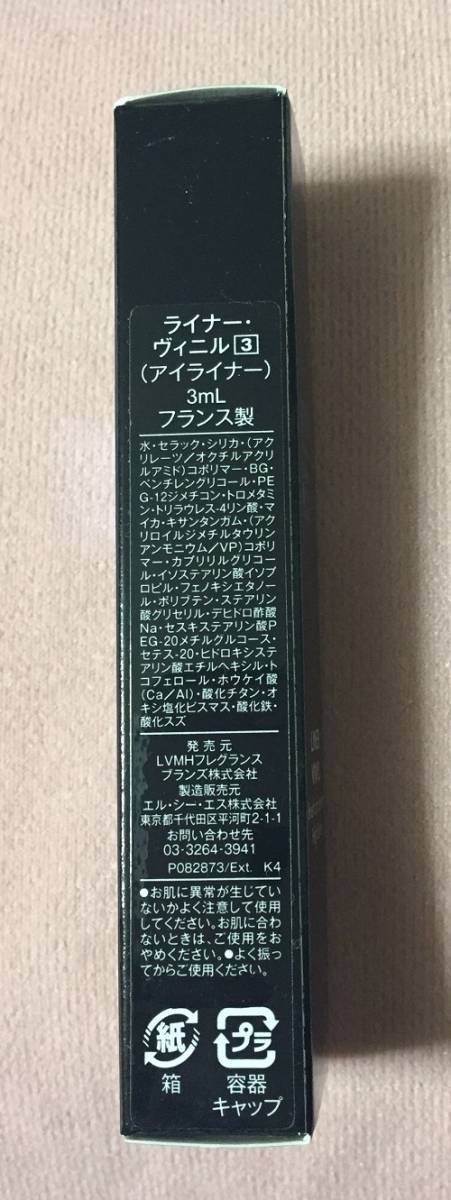 ライナー・
ヴィニル 3
(アイライナー)
3mL
フランス製
水・セラック・シリカ・(アク
リレーツ/オクチルアクリ
ルアミド)コポリマー・BG・
ペンチレングリコール・PE
G-12ジメチコン・トロメタミ
ン・トリラウレス-4リン酸・マ
イカ・キサンタンガム・(アク
リロイルジメチルタウリン
アンモニウム/VP)コポリ
マー・カプリリルグリコー
ル・イソステアリン酸イソプ
ロピル・フェノキシエタノー
ル・ポリブテン・ステアリン
酸グリセリル・デヒドロ酢酸
Na・セスキステアリン酸P
EG-20メチルグルコース・
セテス-20・ヒドロキシステ
アリン酸エチルヘキシル・ト
コフェロール・ホウケイ酸
(Ca/Al)・酸化チタン・オ
キシ塩化ビスマス・酸化鉄・
酸化スズ
発売元
LVMHフレグランス
ブランズ株式会社
製造販売元
エル・シー・エス株式会社
東京都千代田区平河町2-1-1
お問い合わせ先
03-3264-3941
P082873/Ext. K4
●お肌に異常が生じてい
ないかよく注意して使用
してください。お肌に合わ
ないときは、ご使用をお
やめください。●よく振っ
てからご使用ください。
紙
箱
プラ
容器
キャップ